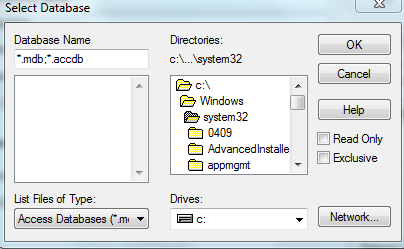 Select Database
Database Name
*.mdb;*.accdb
Directories:
c:\...\system32
c:\
Windows
system32
0409
AdvancedInstalle
appmgmt
OK
Cancel
Help
Read Only
Exclusive
List Files of Type:
Access Databases (*.m
Drives:
c:
Network...